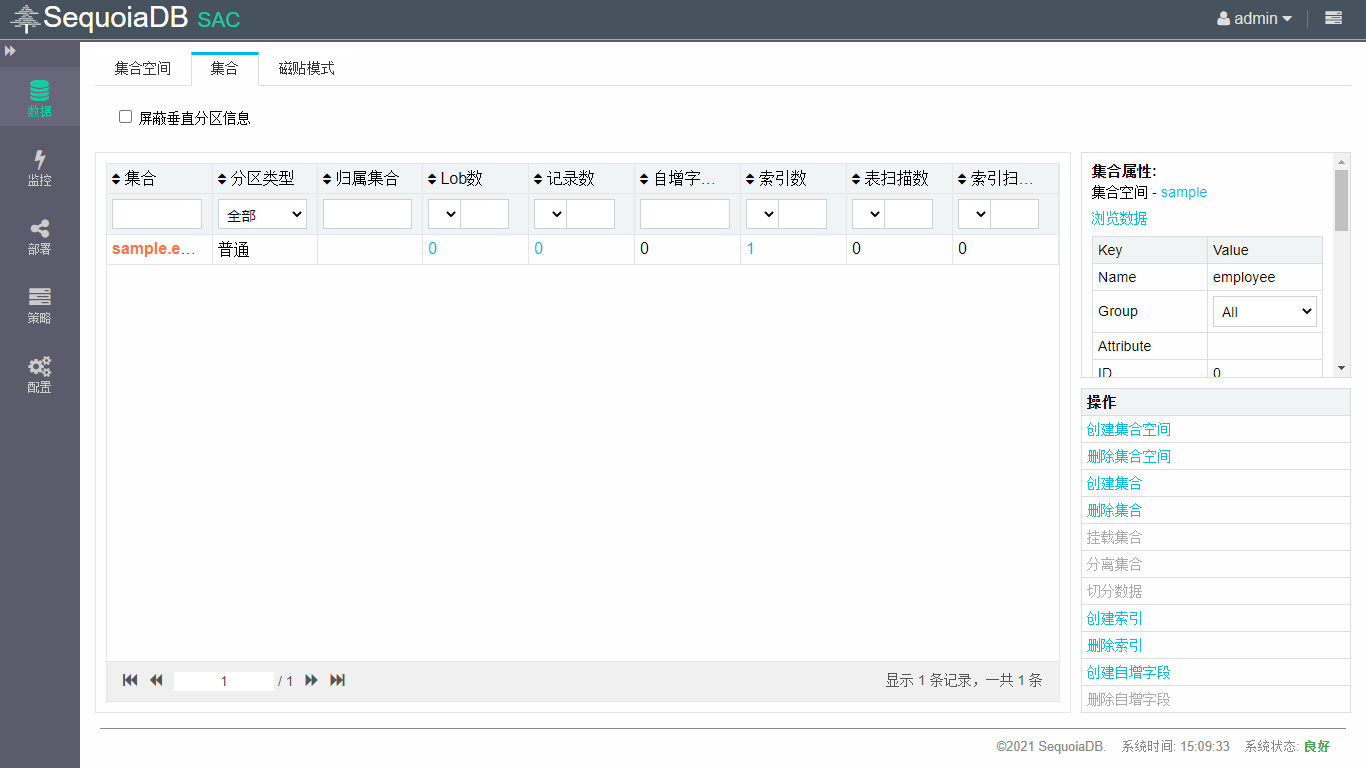 SequoiaDB SAC
admin
集合空间 集合 磁贴模式
数据
监控
部署
策略
配置
屏蔽垂直分区信息
集合 分区类型 归属集合 Lob数 记录数 自增字... 索引数 表扫描数 索引扫...
全部
sample.e... 普通 0 0 0 1 0 0
1 / 1 显示 1 条记录，一共 1 条
集合属性:
集合空间 - sample
浏览数据
Key Value
Name employee
Group All
Attribute
ID 0
操作
创建集合空间
删除集合空间
创建集合
删除集合
挂载集合
分离集合
切分数据
创建索引
删除索引
创建自增字段
删除自增字段
©2021 SequoiaDB. 系统时间: 15:09:33 系统状态: 良好